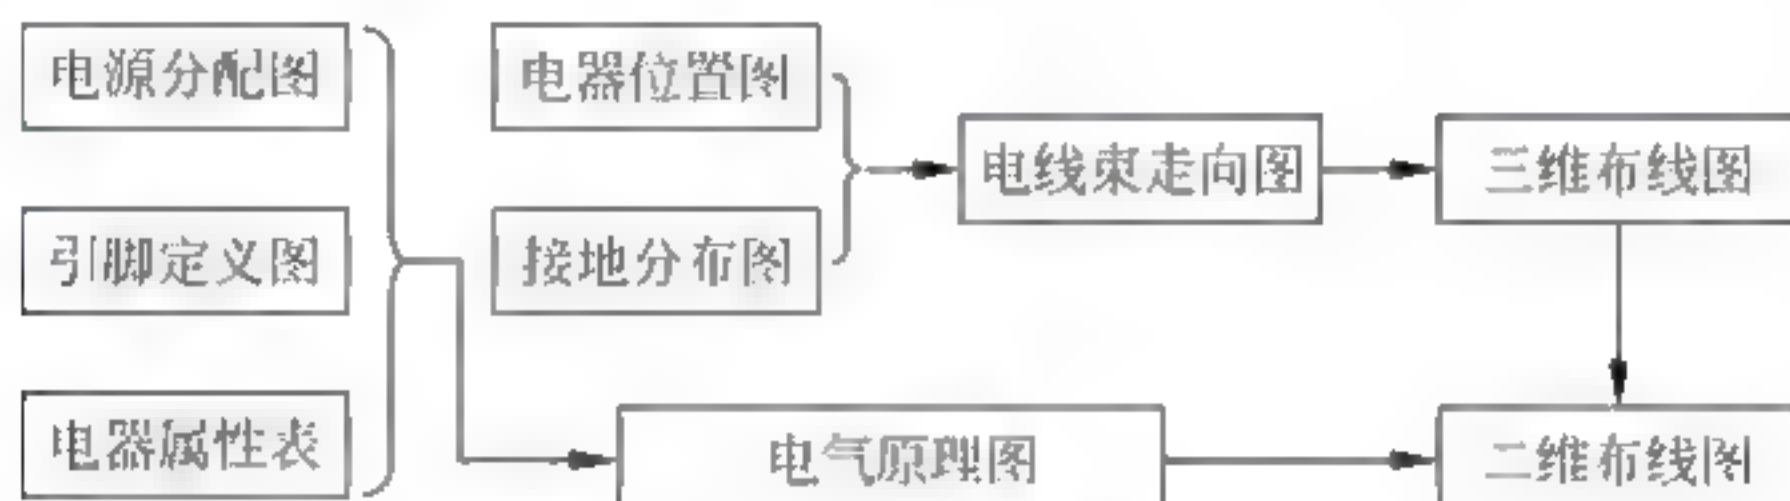 电源分配图
引脚定义图
电器属性表
电器位置图
接地分布图
电线束走向图
三维布线图
电气原理图
二维布线图